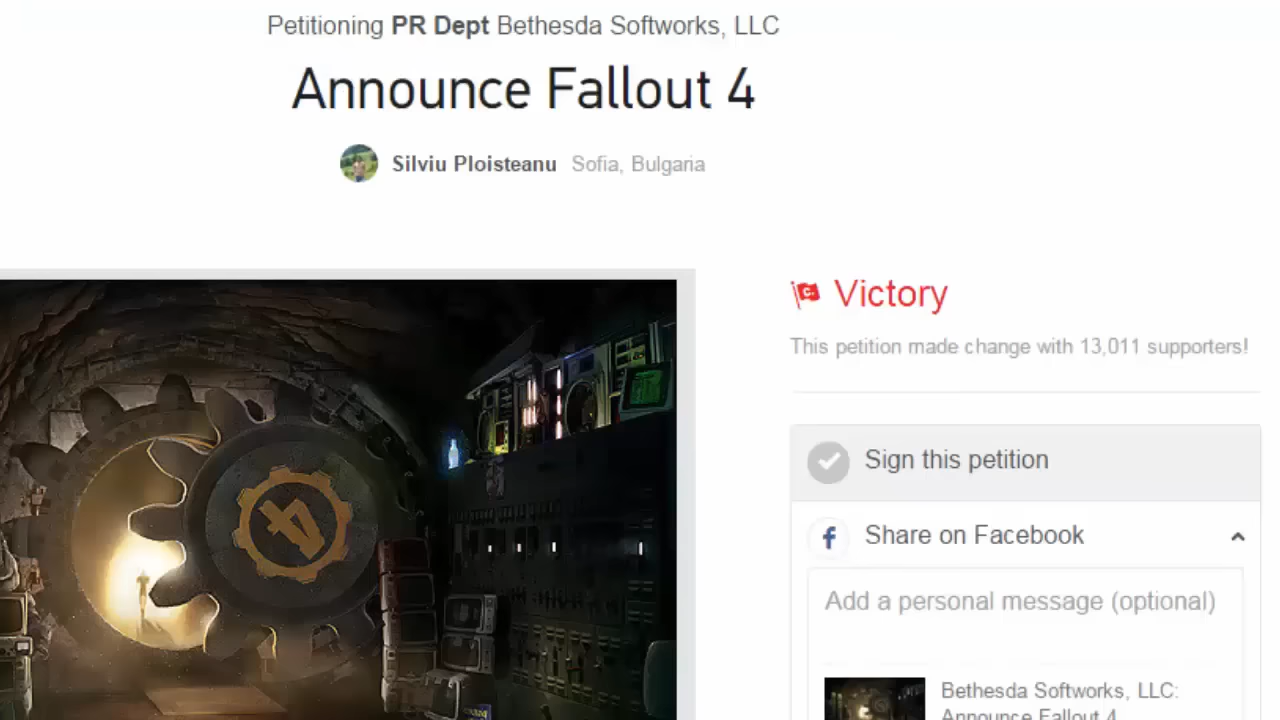 Petitioning PR Dept Bethesda Softworks, LLC
Announce Fallout 4
Silviu Ploisteanu Sofia, Bulgaria
Victory
This petition made change with 13,011 supporters!
4
Sign this petition
Share on Facebook
Add a personal message (optional)
Bethesda Softworks, LLC:
Announce Fallout 4